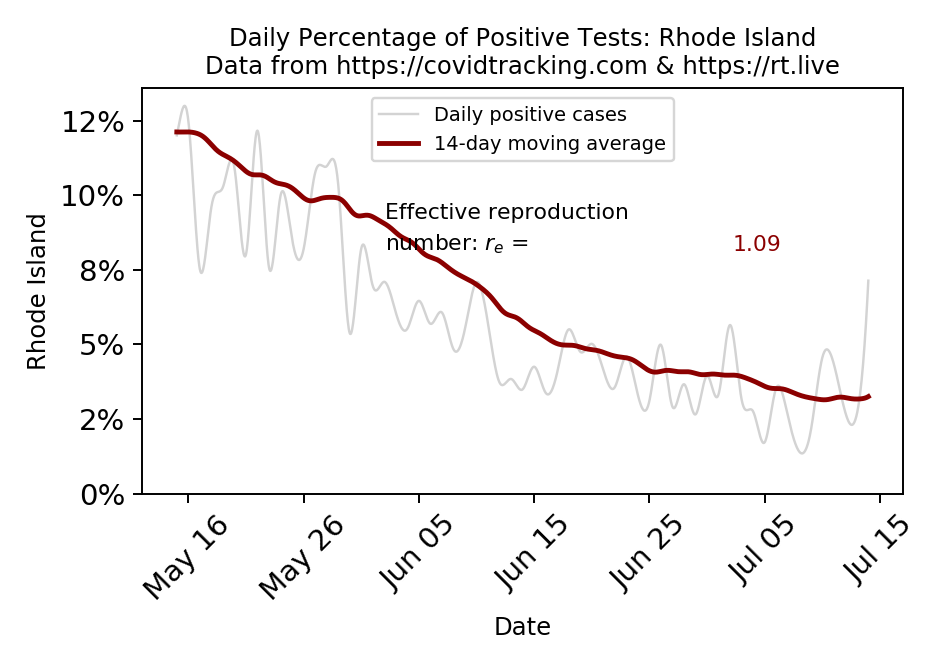 Daily Percentage of Positive Tests: Rhode Island
Data from https://covidtracking.com & https://rt.live
Daily positive cases
14-day moving average
Effective reproduction
number: rₑ = 1.09
Rhode Island
12%
10%
8%
5%
2%
0%
May 16
May 26
Jun 05
Jun 15
Jun 25
Jul 05
Jul 15
Date